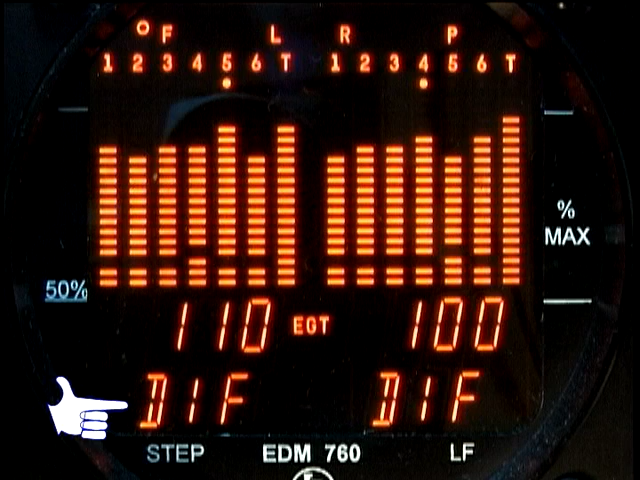 °F L R P
1 2 3 4 5 6 T 1 2 3 4 5 6 T
% MAX
50%
110 EGT 100
DIF DIF
STEP EDM 760 LF